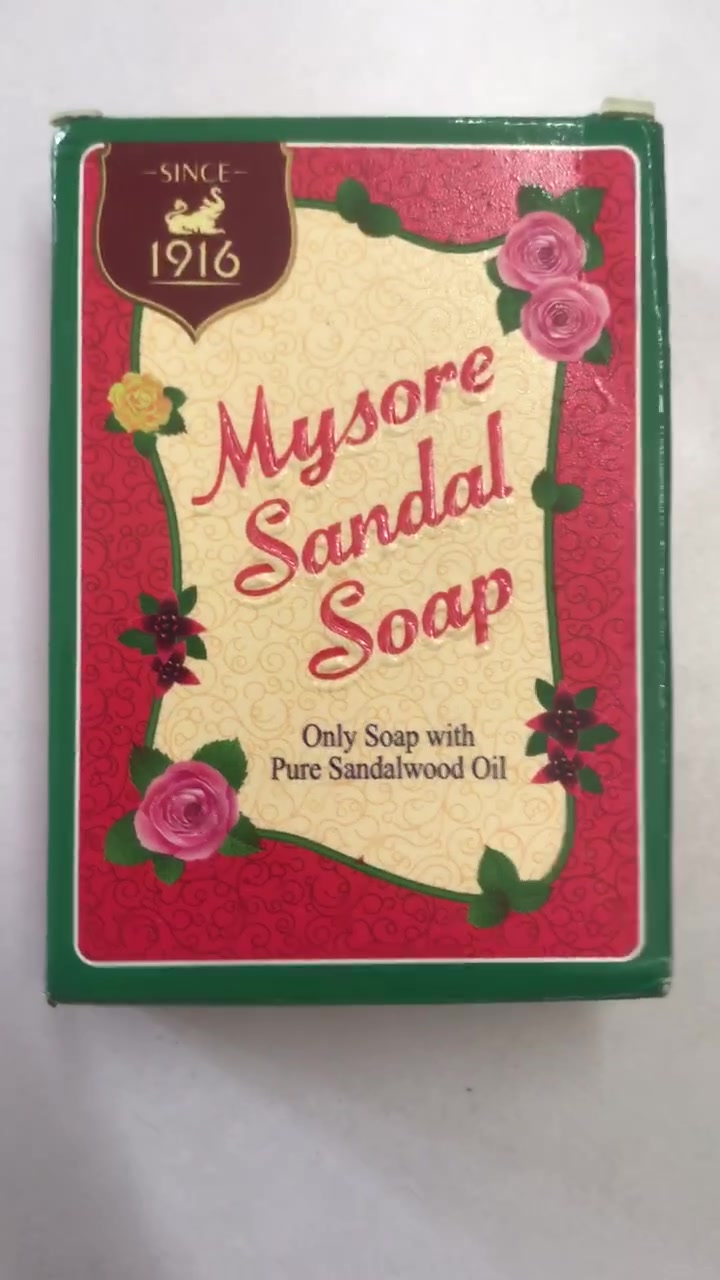 -SINCE-
1916
Mysore
Sandal
Soap
Only Soap with
Pure Sandalwood Oil